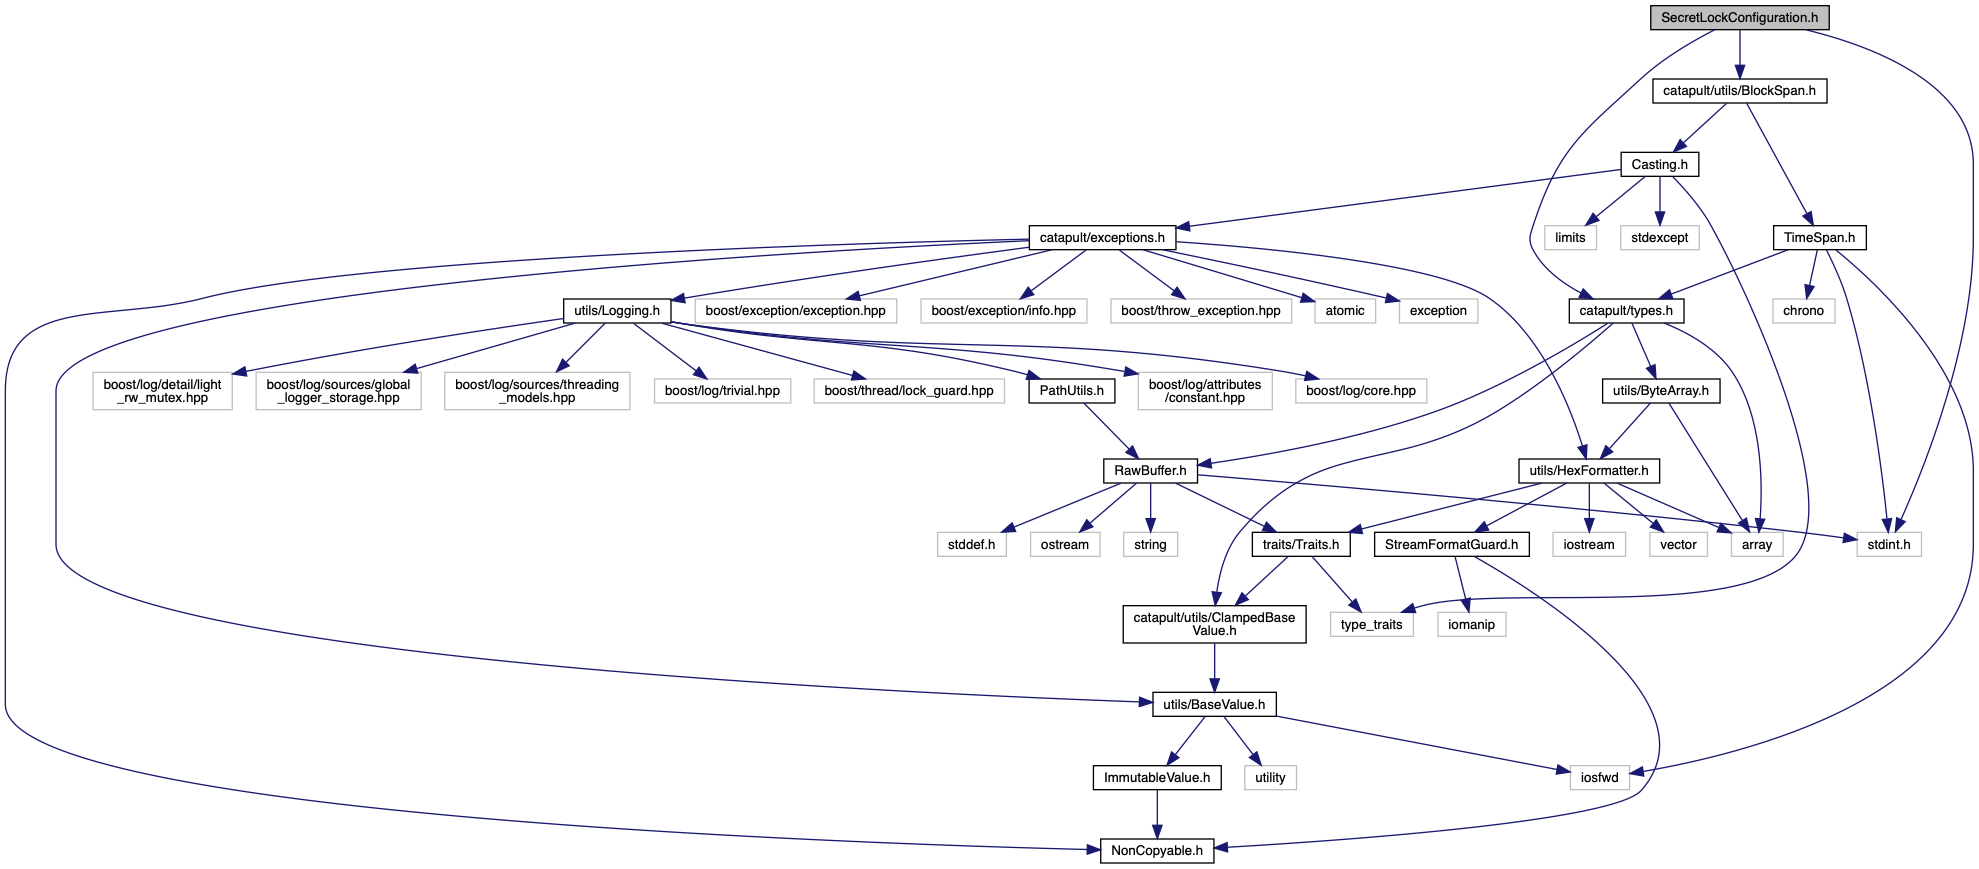 SecretLockConfiguration.h
catapult/utils/BlockSpan.h
Casting.h
catapult/exceptions.h
limits
stdexcept
TimeSpan.h
utils/Logging.h
boost/exception/exception.hpp
boost/exception/info.hpp
boost/throw_exception.hpp
atomic
exception
catapult/types.h
chrono
boost/log/detail/light
_rw_mutex.hpp
boost/log/sources/global
_logger_storage.hpp
boost/log/sources/threading
_models.hpp
boost/log/trivial.hpp
boost/thread/lock_guard.hpp
PathUtils.h
boost/log/attributes
/constant.hpp
boost/log/core.hpp
utils/ByteArray.h
RawBuffer.h
utils/HexFormatter.h
stddef.h
ostream
string
traits/Traits.h
StreamFormatGuard.h
iostream
vector
array
stdint.h
catapult/utils/ClampedBase
Value.h
type_traits
iomanip
utils/BaseValue.h
ImmutableValue.h
utility
iosfwd
NonCopyable.h